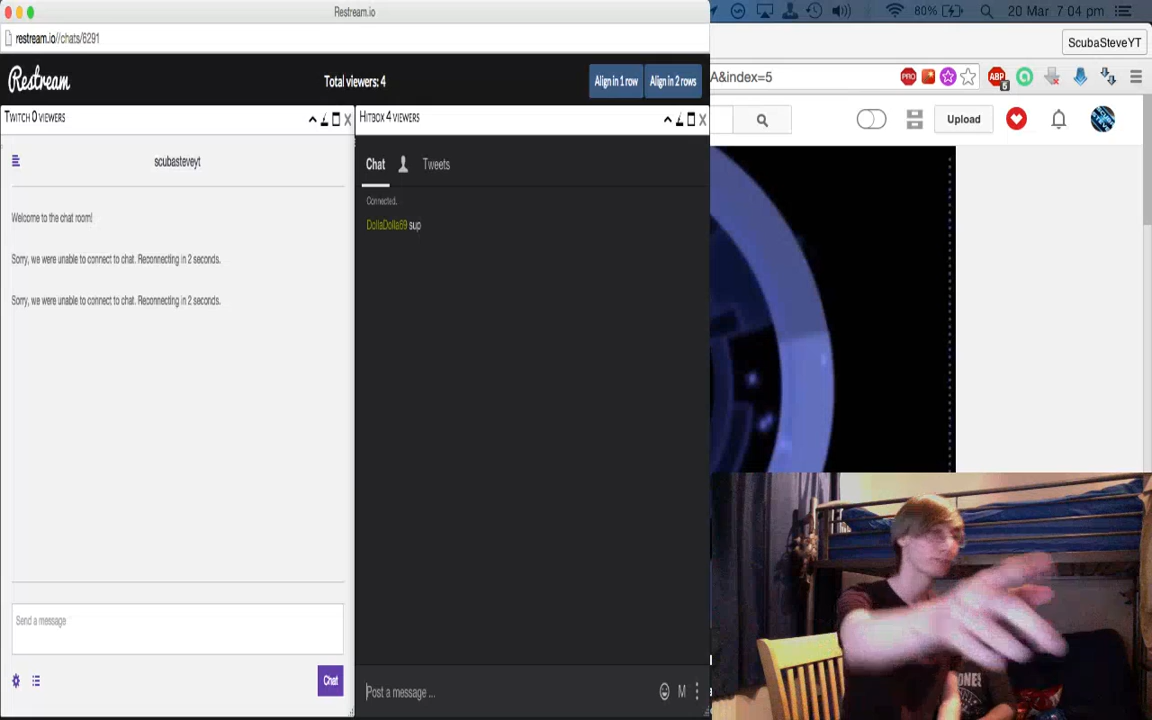 Restream.io
restream.io//chats/6291
80% 20 Mar 7:04 pm
ScubaSteveYT
A&index=5
PRO
ABP
5
Restream
Total viewers: 4
Align in 1 row
Align in 2 rows
Upload
Twitch 0 viewers
Hitbox 4 viewers
scubasteveyt
Chat
Tweets
Welcome to the chat room!
Connected.
DollaDolla69 sup
Sorry, we were unable to connect to chat. Reconnecting in 2 seconds.
Sorry, we were unable to connect to chat. Reconnecting in 2 seconds.
Send a message
Chat
Post a message ...
M